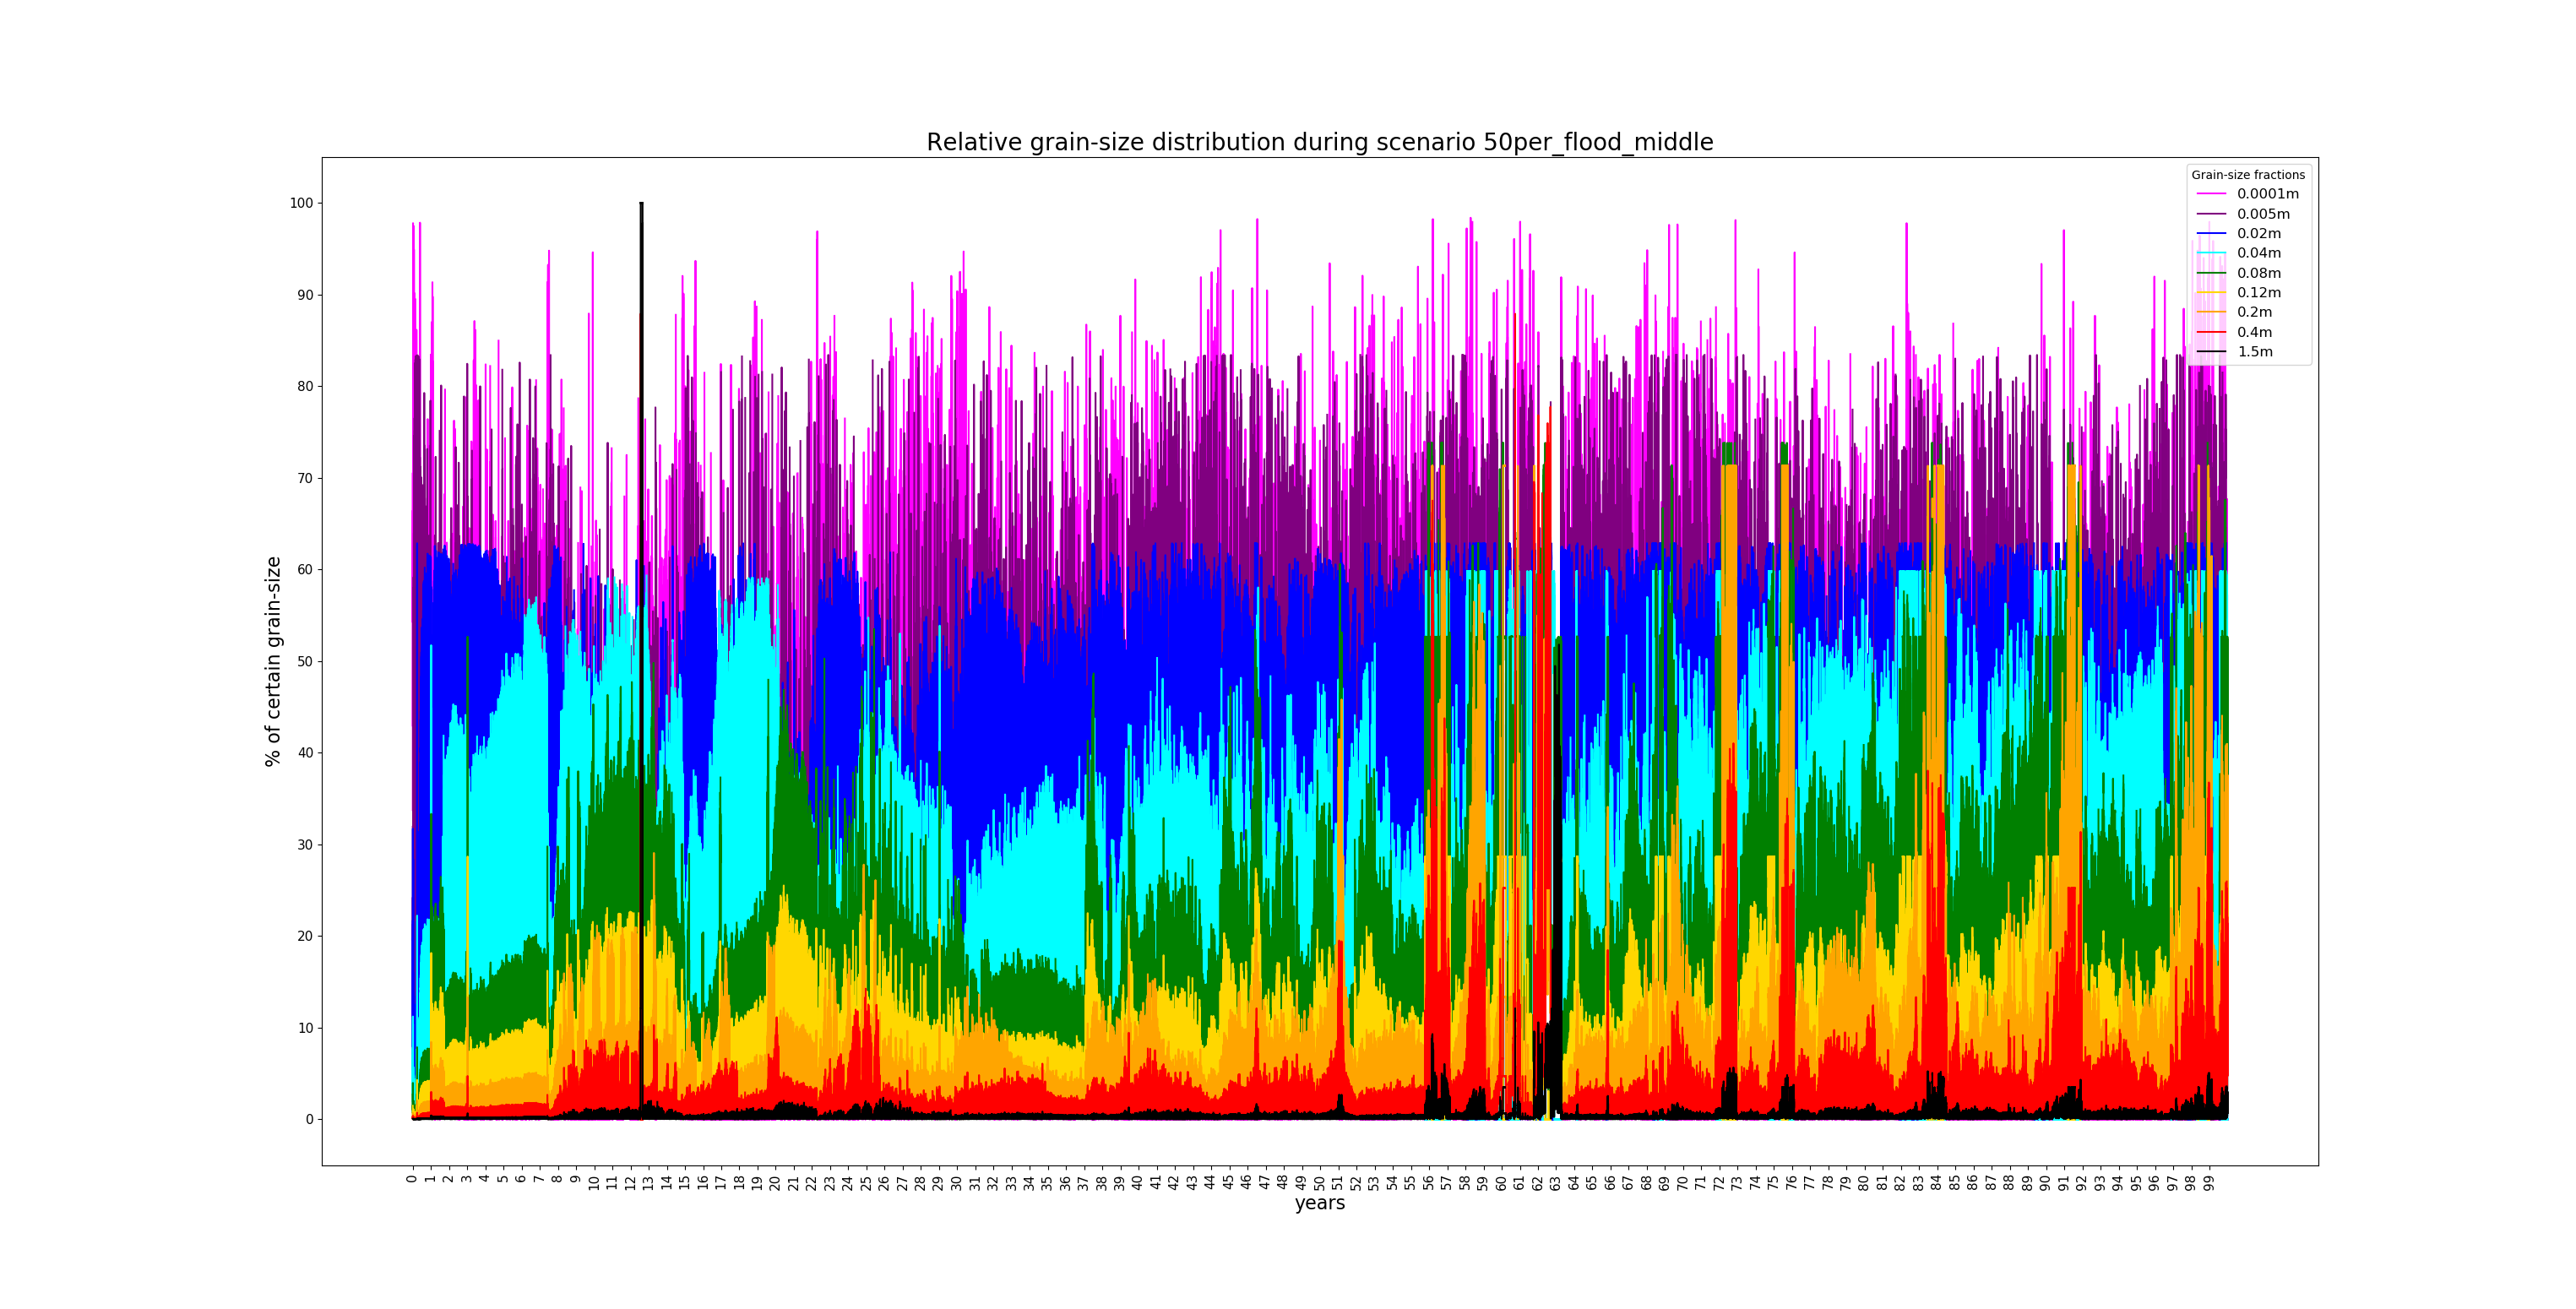 Relative grain-size distribution during scenario 50per_flood_middle
Grain-size fractions
0.0001m
0.005m
0.02m
0.04m
0.08m
0.12m
0.2m
0.4m
1.5m
% of certain grain-size
100
90
80
70
60
50
40
30
20
10
0
0 1 2 3 4 5 6 7 8 9 10 11 12 13 14 15 16 17 18 19 20 21 22 23 24 25 26 27 28 29 30 31 32 33 34 35 36 37 38 39 40 41 42 43 44 45 46 47 48 49 50 51 52 53 54 55 56 57 58 59 60 61 62 63 64 65 66 67 68 69 70 71 72 73 74 75 76 77 78 79 80 81 82 83 84 85 86 87 88 89 90 91 92 93 94 95 96 97 98 99
years